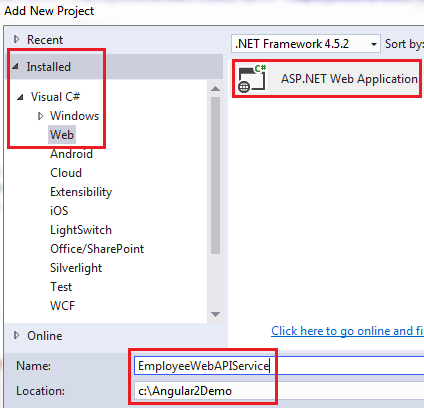 Add New Project
Recent
.NET Framework 4.5.2
Sort by:
Installed
C#
ASP.NET Web Application
Visual C#
Windows
Web
Android
Cloud
Extensibility
iOS
LightSwitch
Office/SharePoint
Silverlight
Test
WCF
Online
Click here to go online and fi
Name:
EmployeeWebAPIService
Location:
c:\Angular2Demo